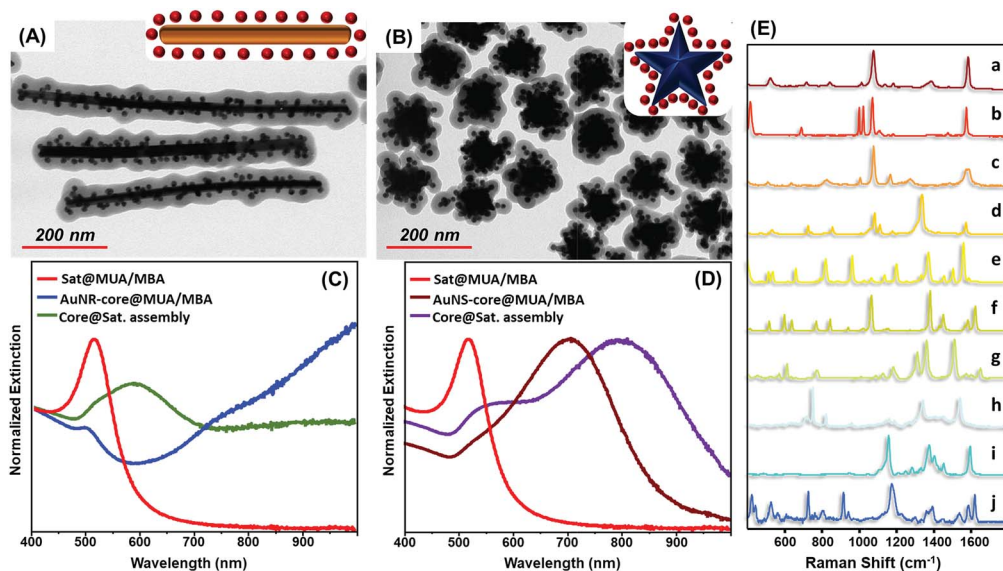 (A)
200 nm
(B)
200 nm
(C)
Sat@MUA/MBA
AuNR-core@MUA/MBA
Core@Sat. assembly
Normalized Extinction
400 500 600 700 800 900
Wavelength (nm)
(D)
Sat@MUA/MBA
AuNS-core@MUA/MBA
Core@Sat. assembly
Normalized Extinction
400 500 600 700 800 900
Wavelength (nm)
(E)
a
b
c
d
e
f
g
h
i
j
600 800 1000 1200 1400 1600
Raman Shift (cm⁻¹)